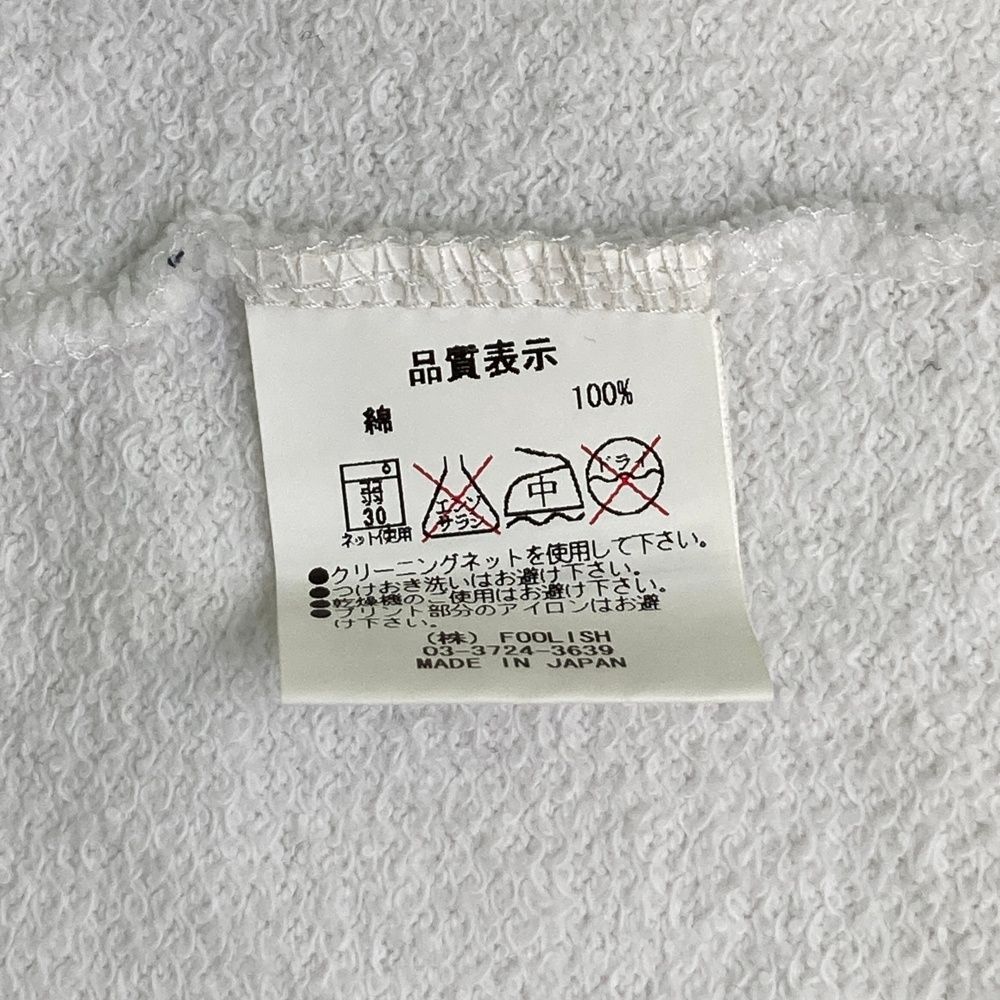 品質表示
綿 100%
弱
30
ネット使用
エンソ
サラシ
中
ドライ
●クリーニングネットを使用して下さい。
●つけおき洗いはお避け下さい。
●乾燥機のご使用はお避け下さい。
●プリント部分のアイロンはお避
け下さい。
(株) FOOLISH
03-3724-3639
MADE IN JAPAN